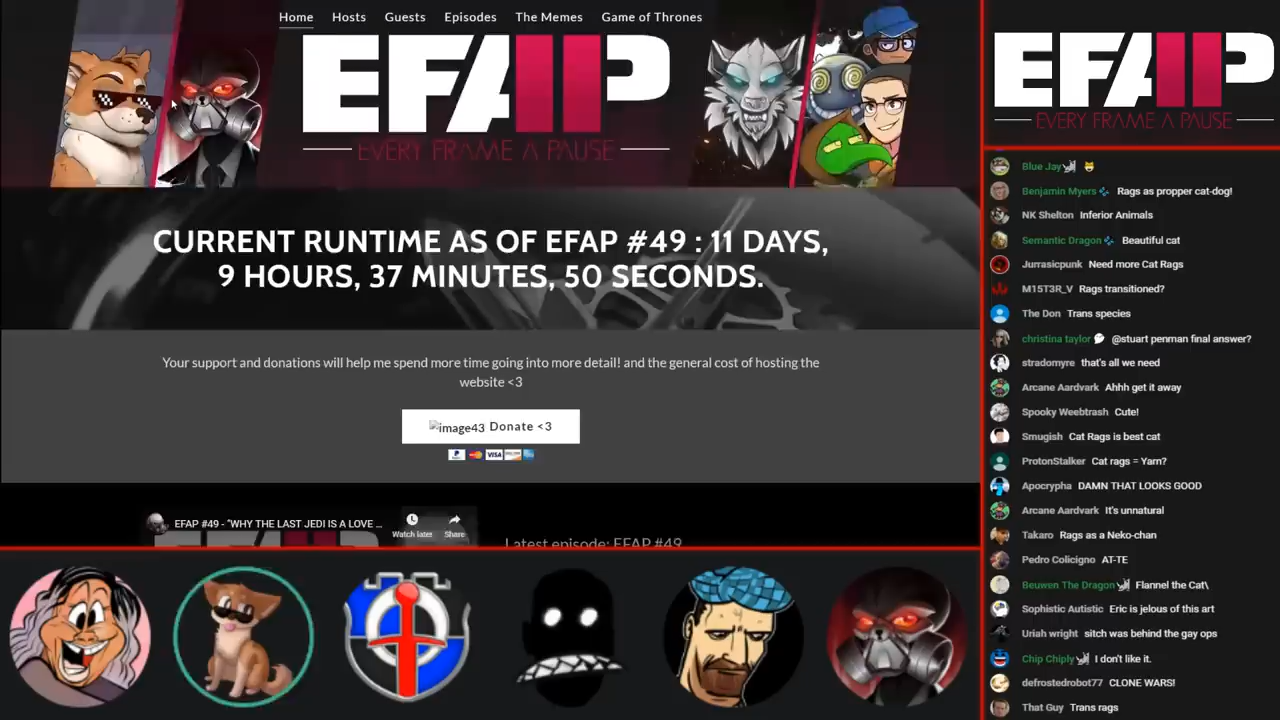 Home Hosts Guests Episodes The Memes Game of Thrones
EFAP
EVERY FRAME A PAUSE
CURRENT RUNTIME AS OF EFAP #49 : 11 DAYS,
9 HOURS, 37 MINUTES, 50 SECONDS.
Your support and donations will help me spend more time going into more detail! and the general cost of hosting the
website <3
image43 Donate <3
PayPal VISA
EFAP #49 - "WHY THE LAST JEDI IS A LOVE ...
Watch later Share
Latest episode: EFAP #49
EFAP
EVERY FRAME A PAUSE
Blue Jay
Benjamin Myers Rags as propper cat-dog!
NK Shelton Inferior Animals
Semantic Dragon Beautiful cat
Jurrasicpunk Need more Cat Rags
M15T3R_V Rags transitioned?
The Don Trans species
christina taylor @stuart penman final answer?
stradomyre that's all we need
Arcane Aardvark Ahhh get it away
Spooky Weebtrash Cute!
Smugish Cat Rags is best cat
ProtonStalker Cat rags = Yarn?
Apocrypha DAMN THAT LOOKS GOOD
Arcane Aardvark It's unnatural
Takaro Rags as a Neko-chan
Pedro Colicigno AT-TE
Beuwen The Dragon Flannel the Cat\
Sophistic Autistic Eric is jelous of this art
Uriah wright sitch was behind the gay ops
Chip Chiply I don't like it.
defrostedrobot77 CLONE WARS!
That Guy Trans rags